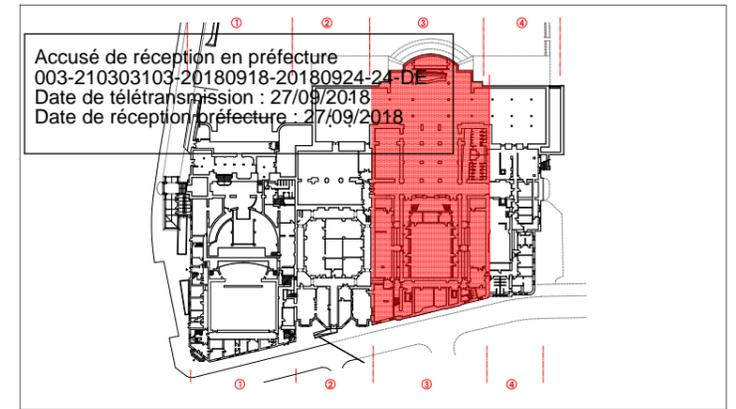 ① ② ③ ④
Accusé de réception en préfecture
003-210303103-20180918-20180924-24-DE
Date de télétransmission : 27/09/2018
Date de réception préfecture : 27/09/2018
① ② ③ ④